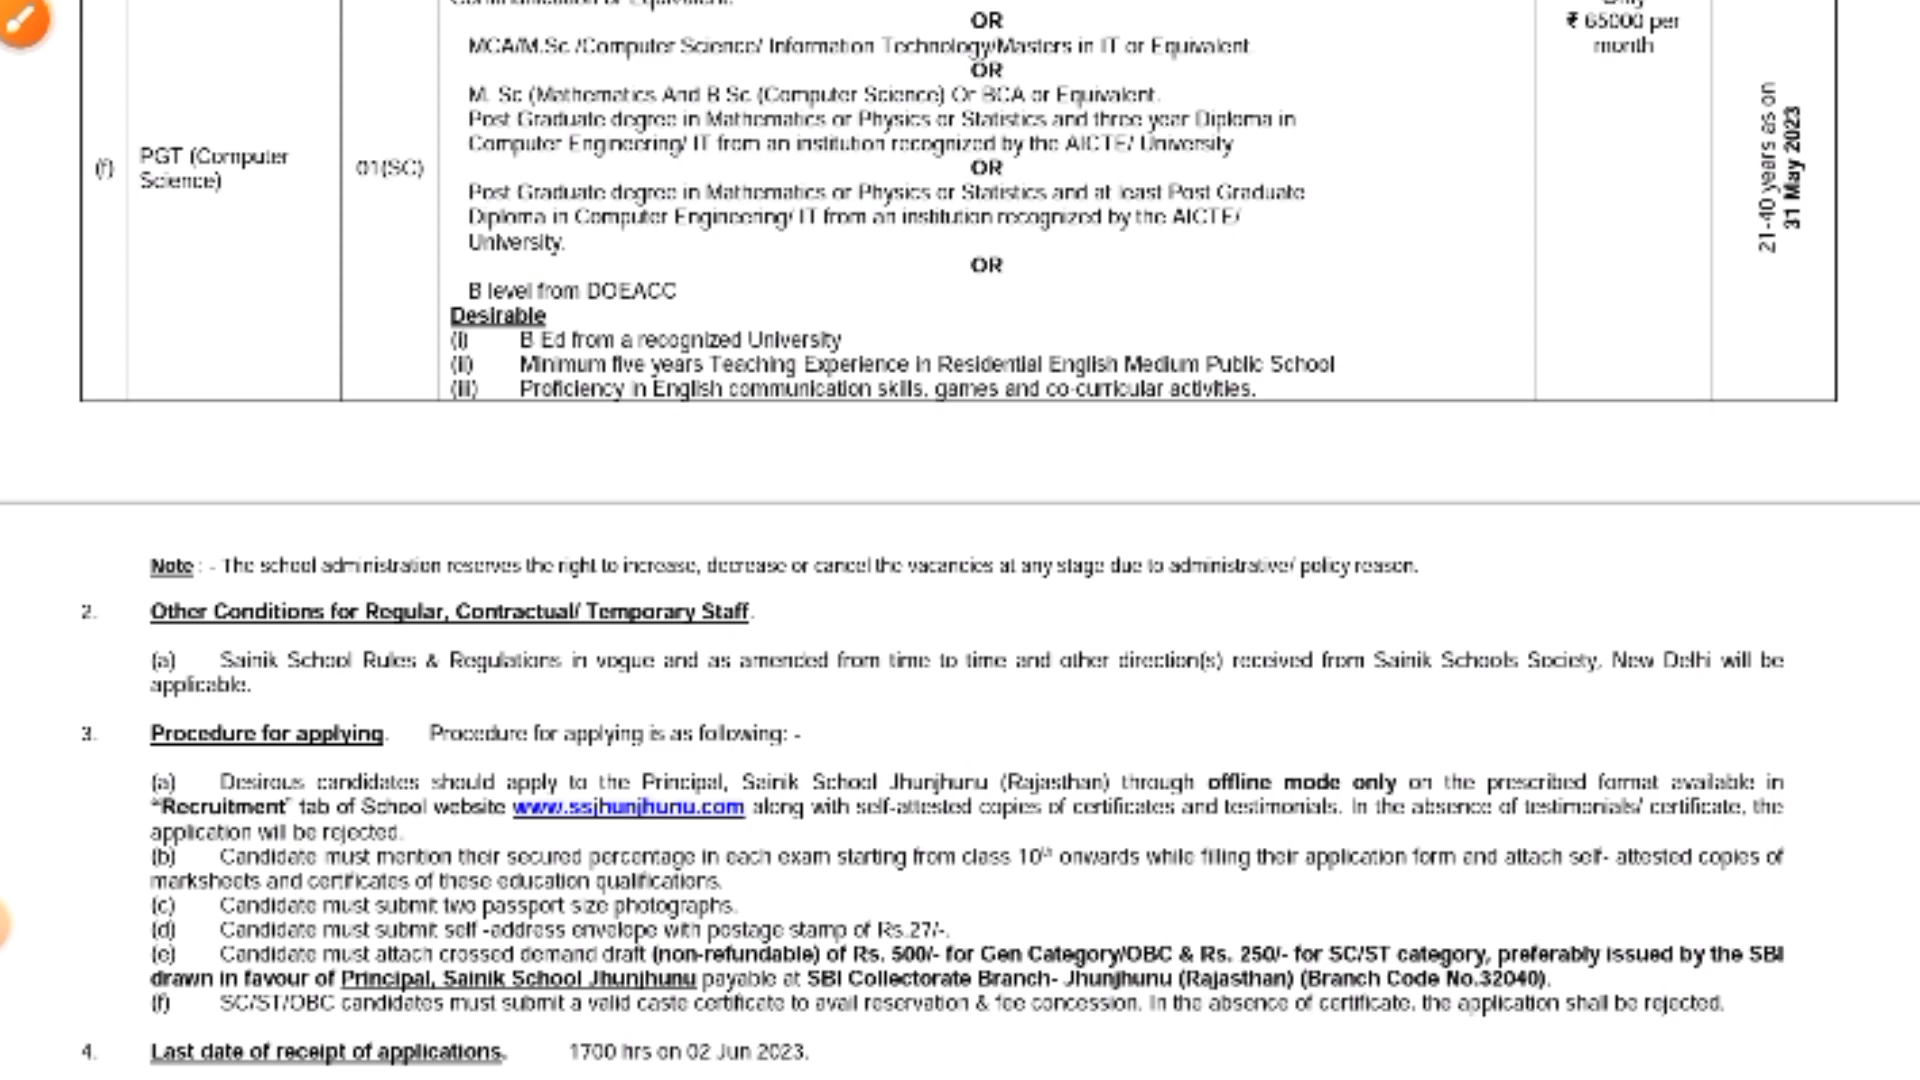 OR
₹ 65000 per
month
MCA/M.Sc /Computer Science/ Information Technology/Masters in IT or Equivalent
OR
M. Sc (Mathematics And B Sc (Computer Science) Or BCA or Equivalent.
Post Graduate degree in Mathematics or Physics or Statistics and three year Diploma in
Computer Engineering/ IT from an institution recognized by the AICTE/ University
(f) PGT (Computer
Science)
01(SC)
OR
Post Graduate degree in Mathematics or Physics or Statistics and at least Post Graduate
Diploma in Computer Engineering/ IT from an institution recognized by the AICTE/
University.
OR
B level from DOEACC
Desirable
(i) B Ed from a recognized University
(ii) Minimum five years Teaching Experience in Residential English Medium Public School
(iii) Proficiency in English communication skills, games and co-curricular activities.
21-40 years as on
31 May 2023
Note : - The school administration reserves the right to increase, decrease or cancel the vacancies at any stage due to administrative/ policy reason.
2. Other Conditions for Regular, Contractual/ Temporary Staff.
(a) Sainik School Rules & Regulations in vogue and as amended from time to time and other direction(s) received from Sainik Schools Society, New Delhi will be
applicable.
3. Procedure for applying. Procedure for applying is as following: -
(a) Desirous candidates should apply to the Principal, Sainik School Jhunjhunu (Rajasthan) through offline mode only on the prescribed format available in
“Recruitment” tab of School website www.ssjhunjhunu.com along with self-attested copies of certificates and testimonials. In the absence of testimonials/ certificate, the
application will be rejected.
(b) Candidate must mention their secured percentage in each exam starting from class 10th onwards while filling their application form and attach self- attested copies of
marksheets and certificates of these education qualifications.
(c) Candidate must submit two passport size photographs.
(d) Candidate must submit self -address envelope with postage stamp of Rs.27/-.
(e) Candidate must attach crossed demand draft (non-refundable) of Rs. 500/- for Gen Category/OBC & Rs. 250/- for SC/ST category, preferably issued by the SBI
drawn in favour of Principal, Sainik School Jhunjhunu payable at SBI Collectorate Branch- Jhunjhunu (Rajasthan) (Branch Code No.32040).
(f) SC/ST/OBC candidates must submit a valid caste certificate to avail reservation & fee concession. In the absence of certificate, the application shall be rejected.
4. Last date of receipt of applications. 1700 hrs on 02 Jun 2023.